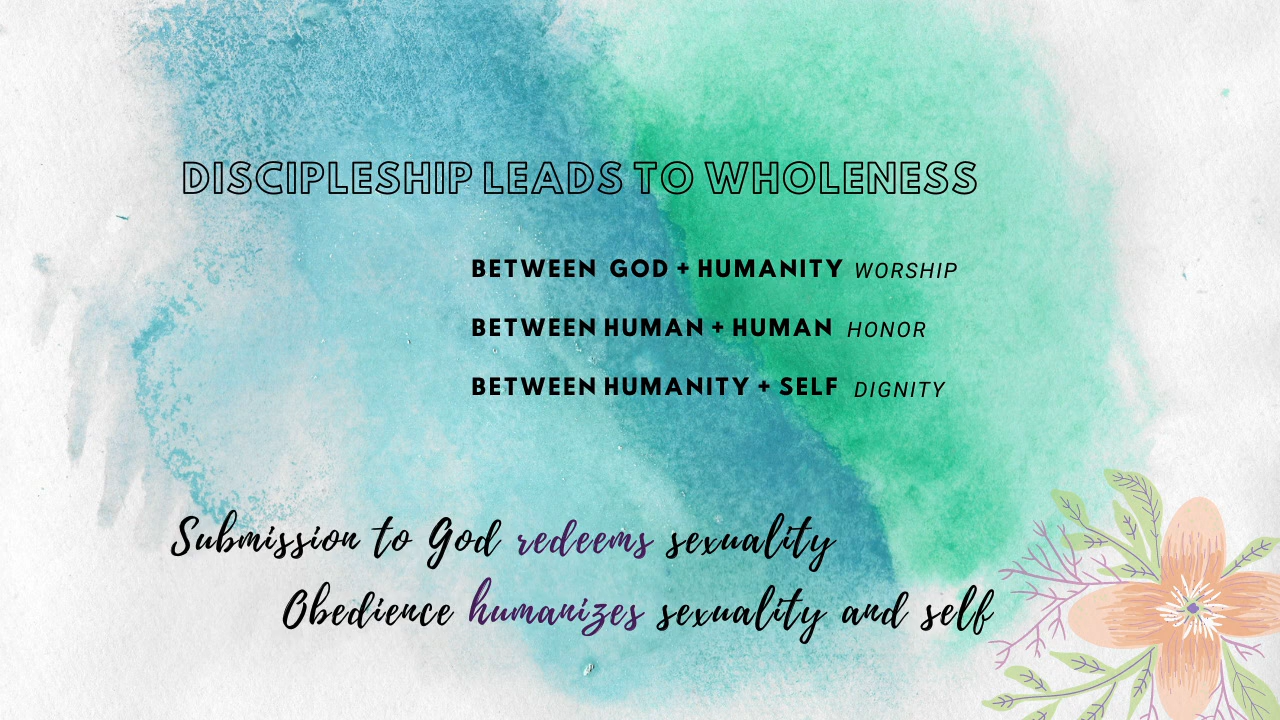 DISCIPLESHIP LEADS TO WHOLENESS
BETWEEN GOD + HUMANITY WORSHIP
BETWEEN HUMAN + HUMAN HONOR
BETWEEN HUMANITY + SELF DIGNITY
Submission to God redeems sexuality
Obedience humanizes sexuality and self